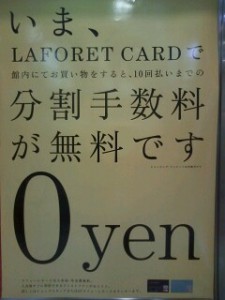 いま、
LAFORET CARDで
館内にてお買い物をすると、10回払いまでの
分割手数料
が無料です
0yen